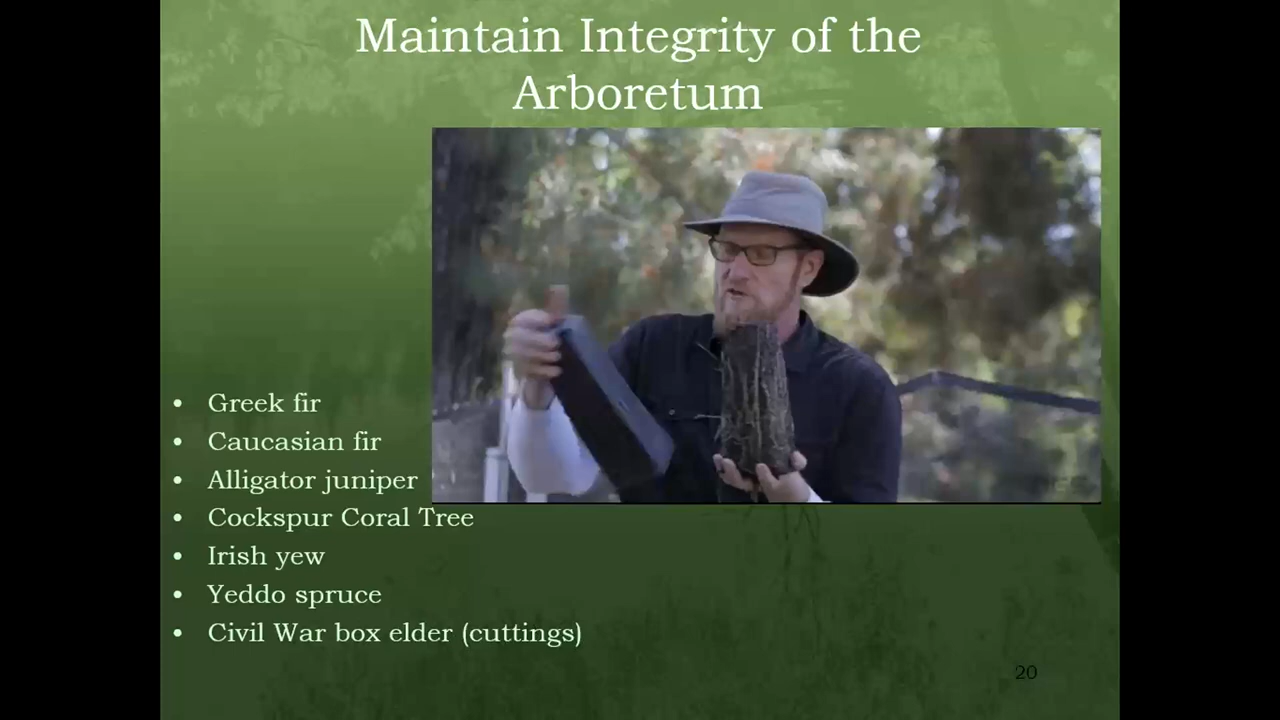 Maintain Integrity of the
Arboretum
• Greek fir
• Caucasian fir
• Alligator juniper
• Cockspur Coral Tree
• Irish yew
• Yeddo spruce
• Civil War box elder (cuttings)
20